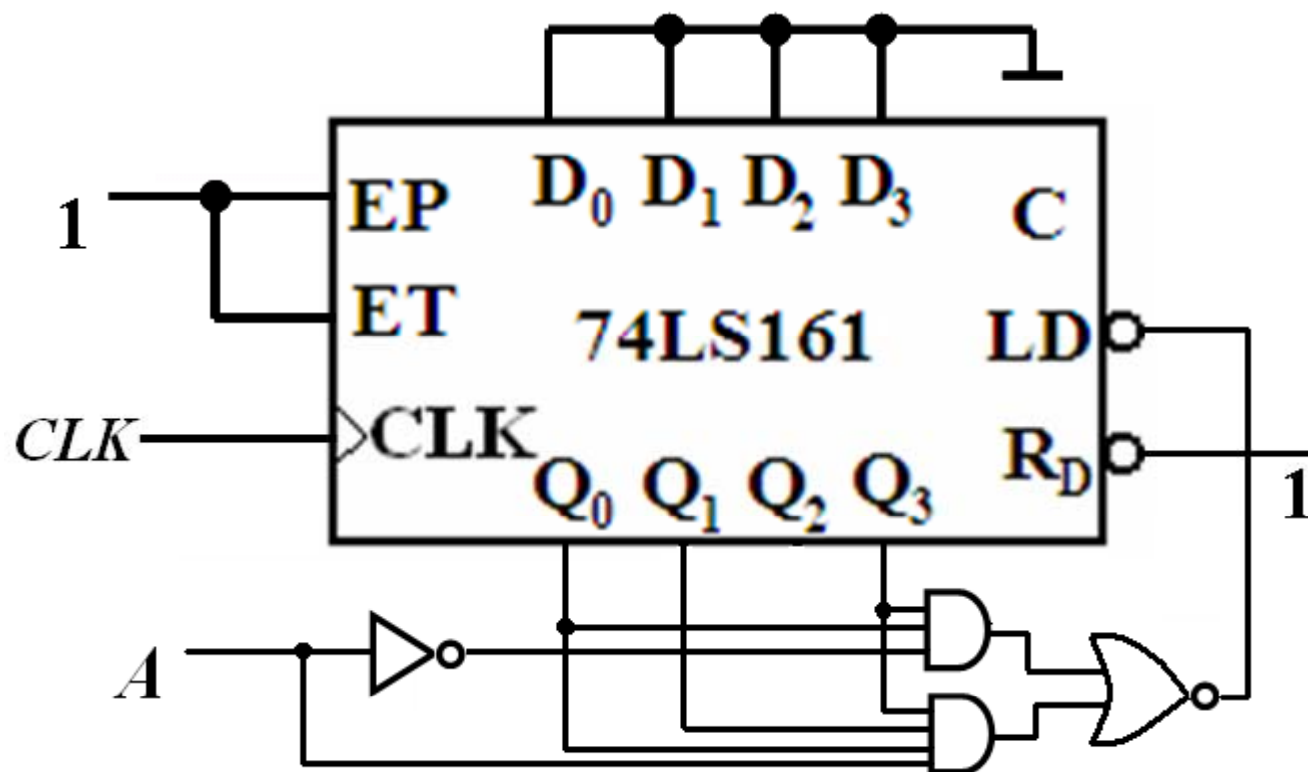 D0 D1 D2 D3
1 EP C
ET 74LS161 LD
CLK CLK RD
1
Q0 Q1 Q2 Q3
A